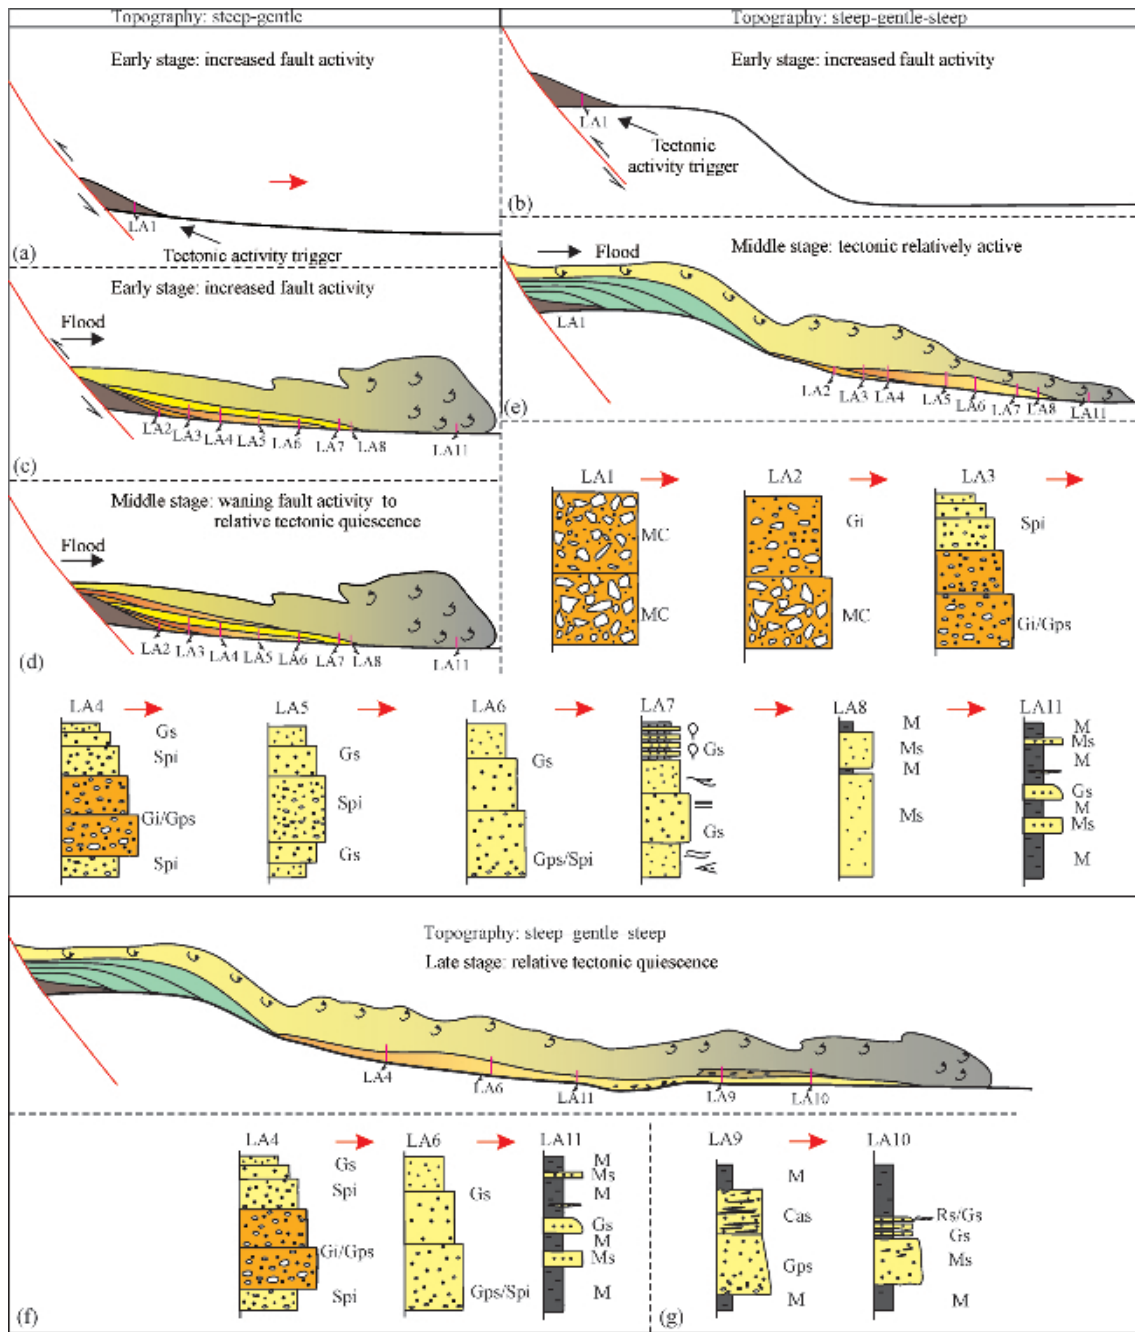 Topography: steep-gentle
Topography: steep-gentle-steep
Early stage: increased fault activity
LA1
Tectonic activity trigger
(a)
Early stage: increased fault activity
LA1
Tectonic
activity trigger
(b)
Early stage: increased fault activity
Flood
LA2
LA3
LA4
LA5
LA6
LA7
LA8
LA11
(c)
Middle stage: waning fault activity to
relative tectonic quiescence
Flood
LA2
LA3
LA4
LA5
LA6
LA7
LA8
LA11
(d)
Flood
Middle stage: tectonic relatively active
LA1
LA2
LA3
LA4
LA5
LA6
LA7
LA8
LA11
(e)
LA1
MC
MC
LA2
Gi
MC
LA3
Spi
Gi/Gps
LA4
Gs
Spi
Gi/Gps
Spi
LA5
Gs
Spi
Gs
LA6
Gs
Gps/Spi
LA7
Gs
Gs
LA8
M
Ms
M
Ms
LA11
M
Ms
M
Gs
M
Ms
M
Topography: steep gentle steep
Late stage: relative tectonic quiescence
LA4
LA6
LA11
LA9
LA10
LA4
Gs
Spi
Gi/Gps
Spi
LA6
Gs
Gps/Spi
LA11
M
Ms
M
Gs
M
Ms
M
(f)
LA9
M
Cas
Gps
M
LA10
Rs/Gs
Gs
Ms
M
(g)